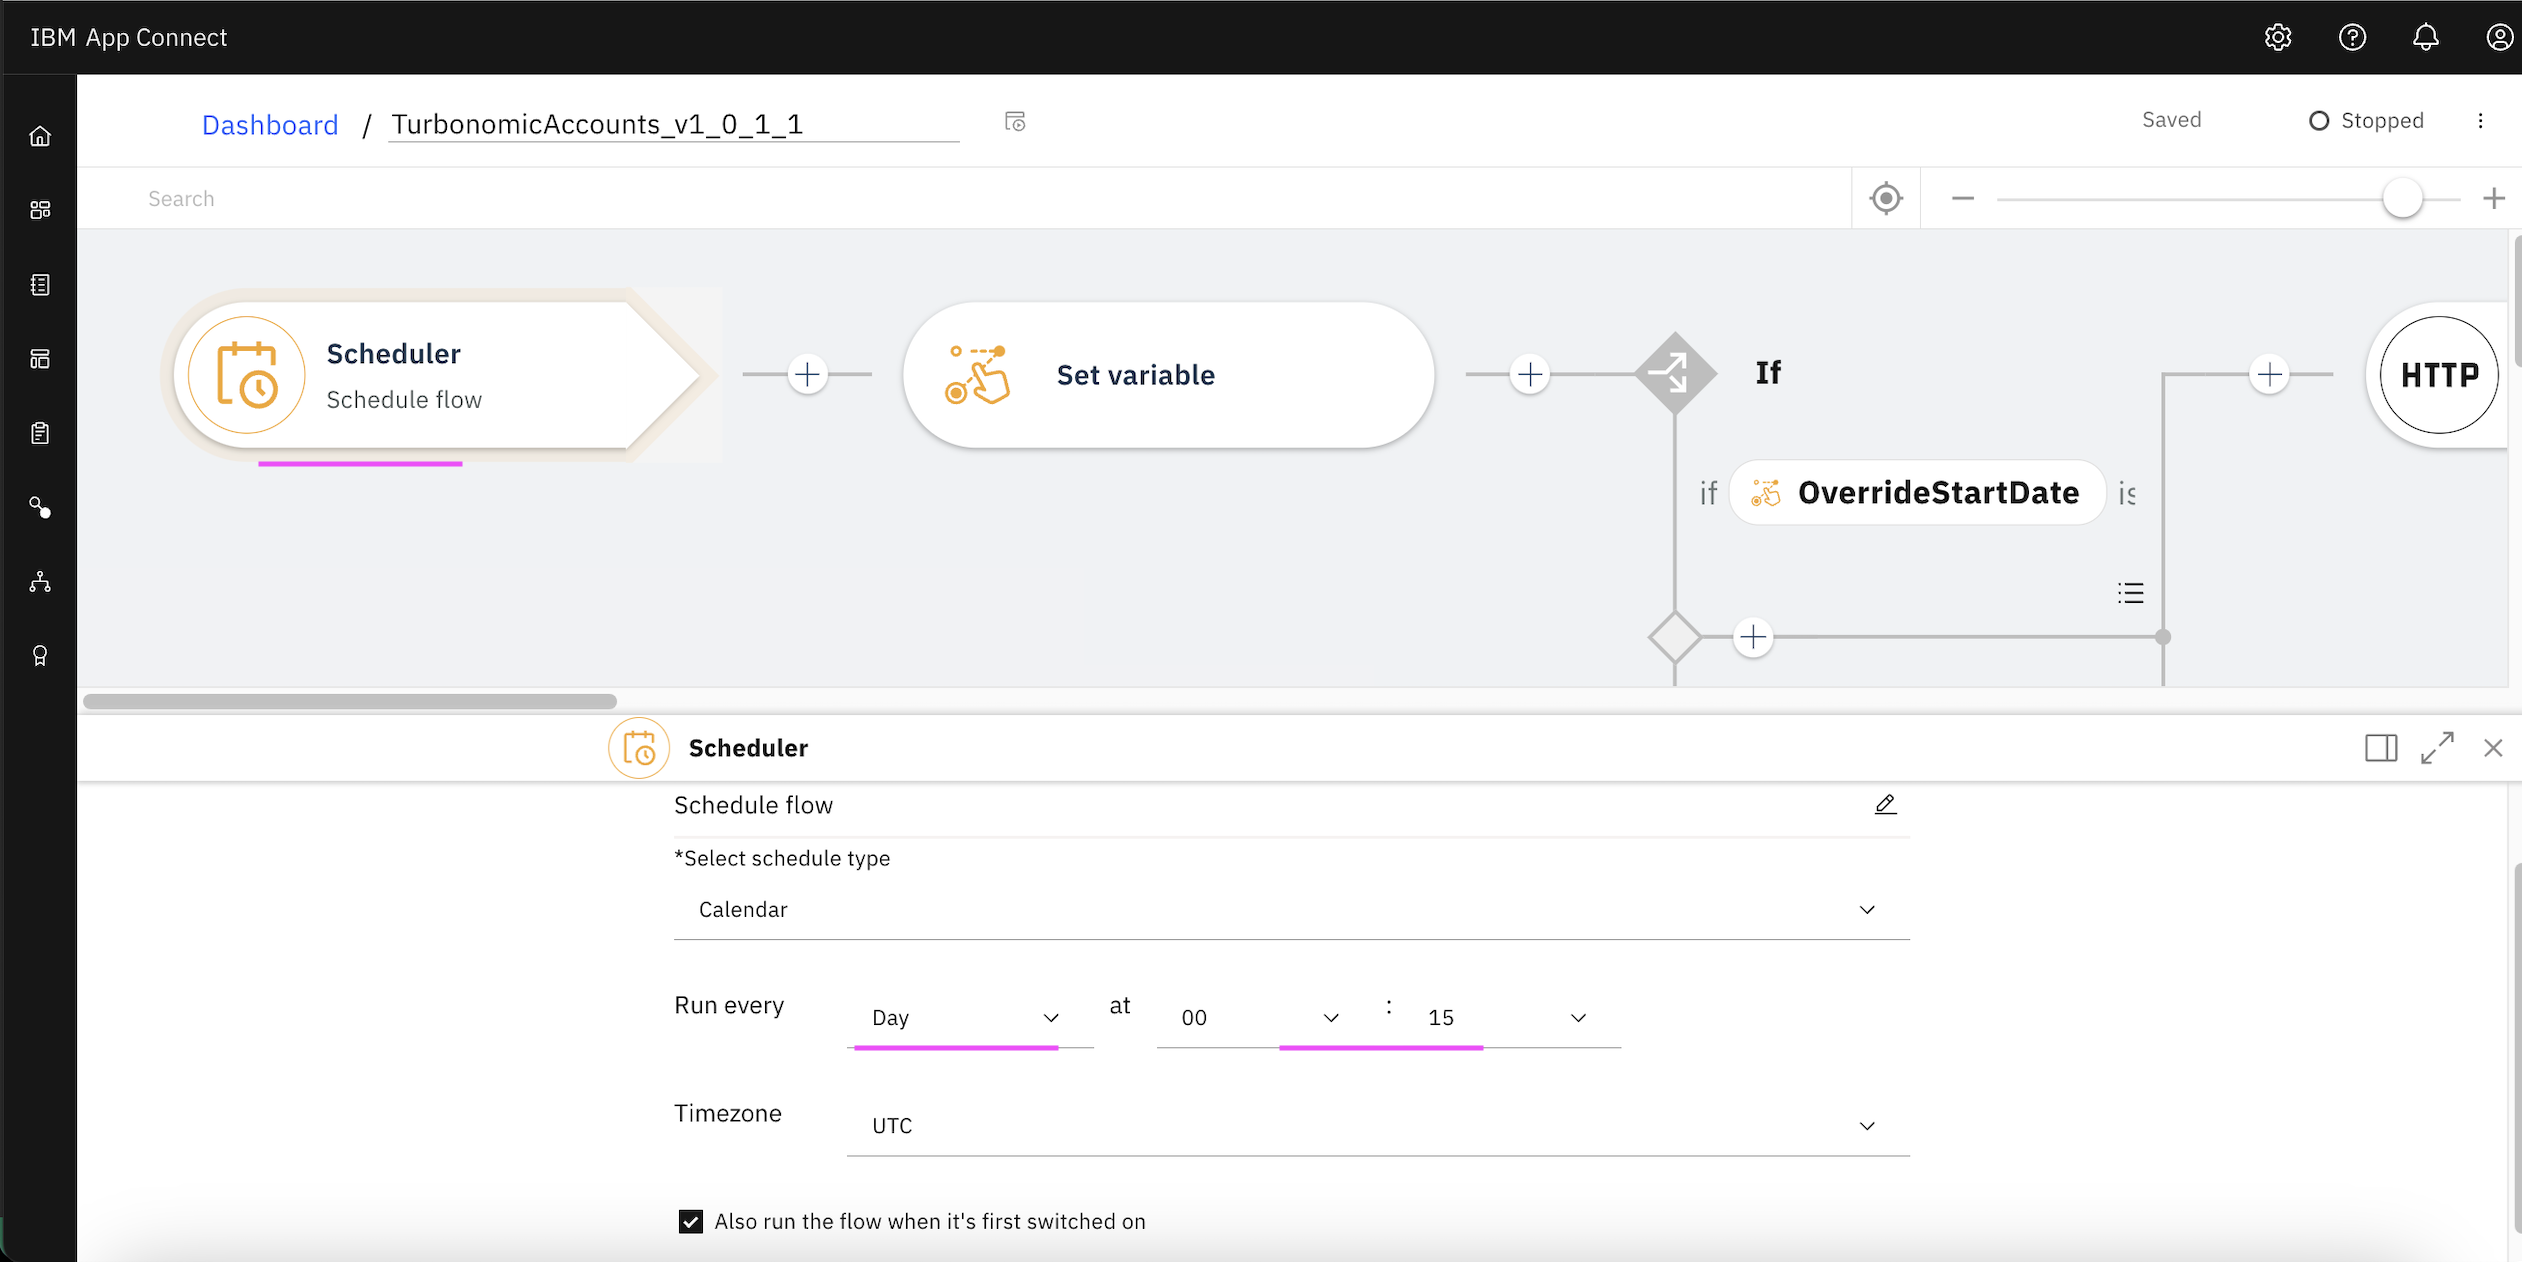 IBM App Connect
Dashboard / TurbonomicAccounts_v1_0_1_1
Saved
Stopped
Search
Scheduler
Schedule flow
Set variable
If
HTTP
if OverrideStartDate is
Scheduler
Schedule flow
*Select schedule type
Calendar
Run every Day at 00 : 15
Timezone UTC
Also run the flow when it's first switched on